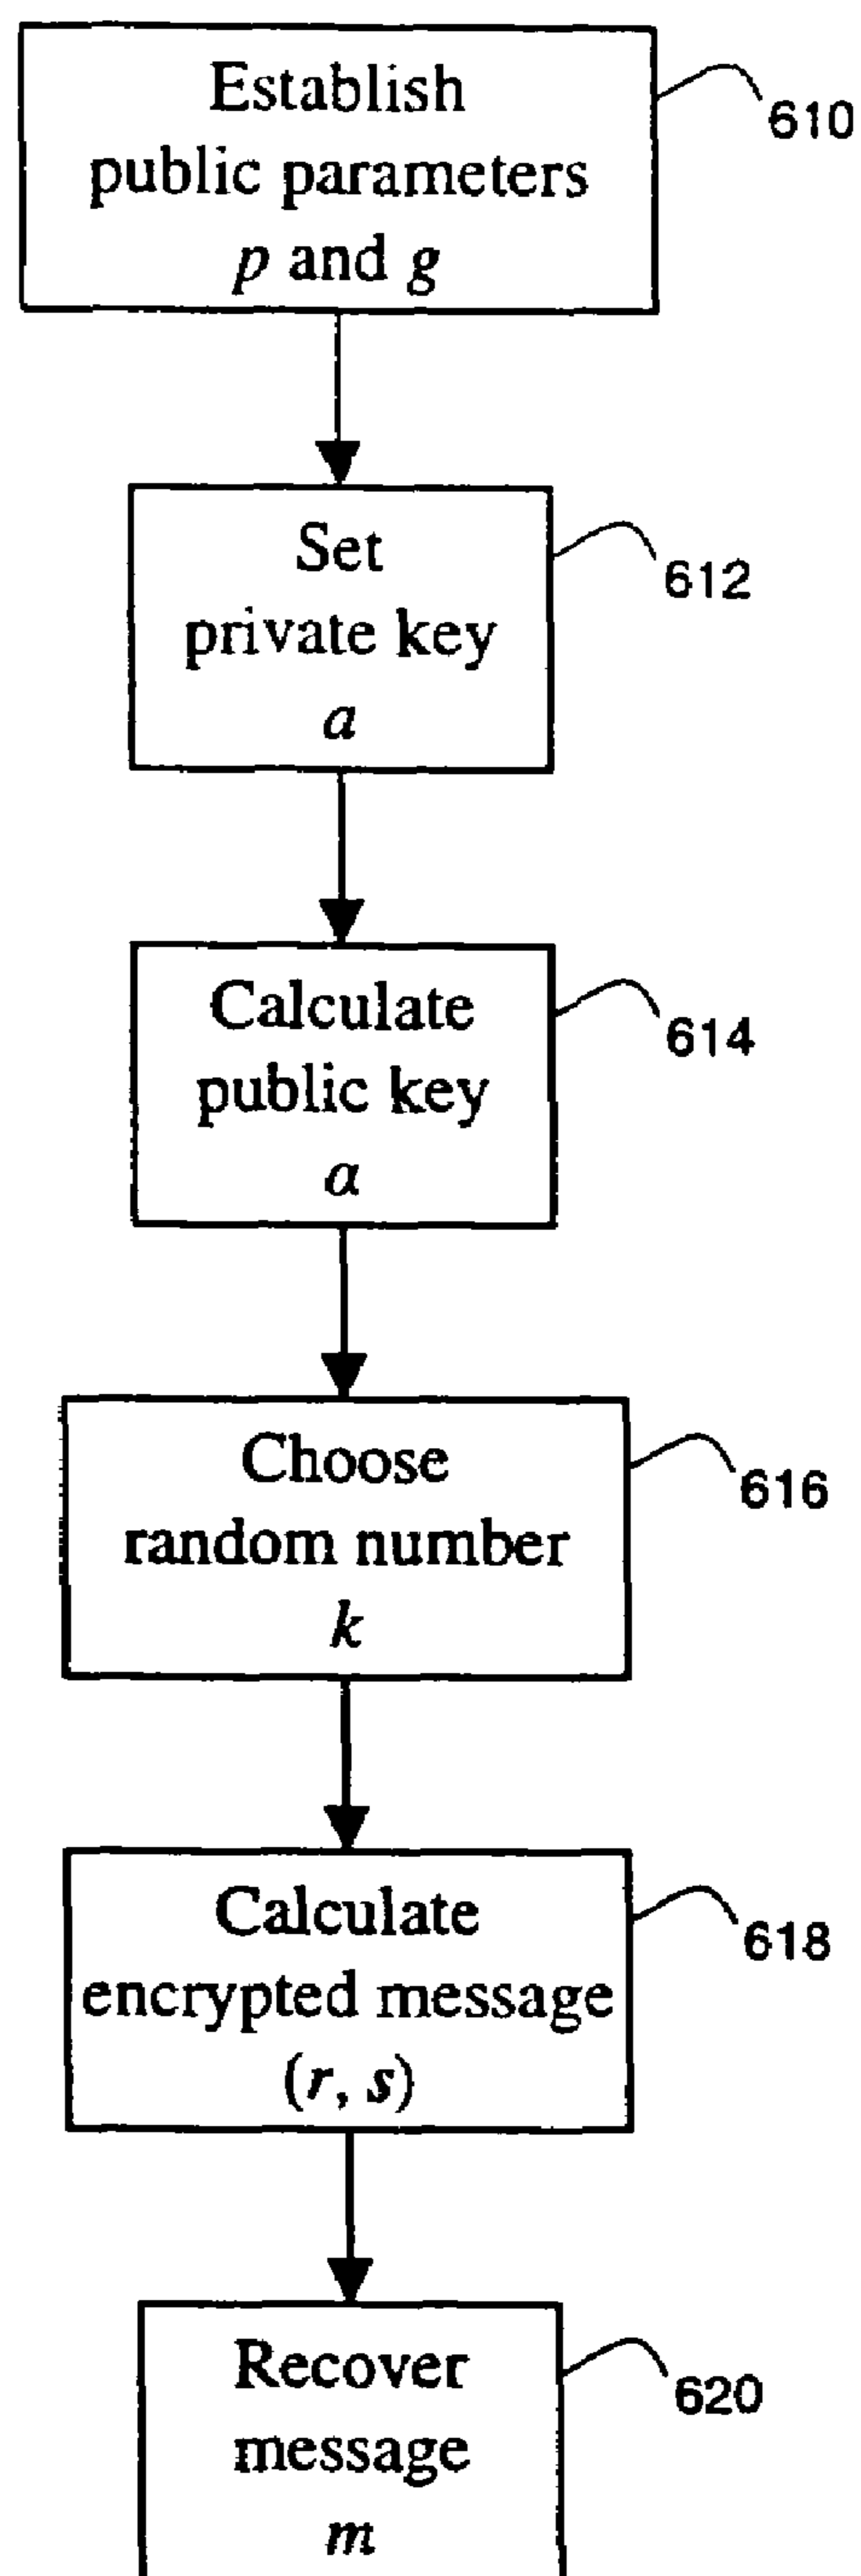 Establish
public parameters
p and g
610
Set
private key
a
612
Calculate
public key
α
614
Choose
random number
k
616
Calculate
encrypted message
(r, s)
618
Recover
message
m
620